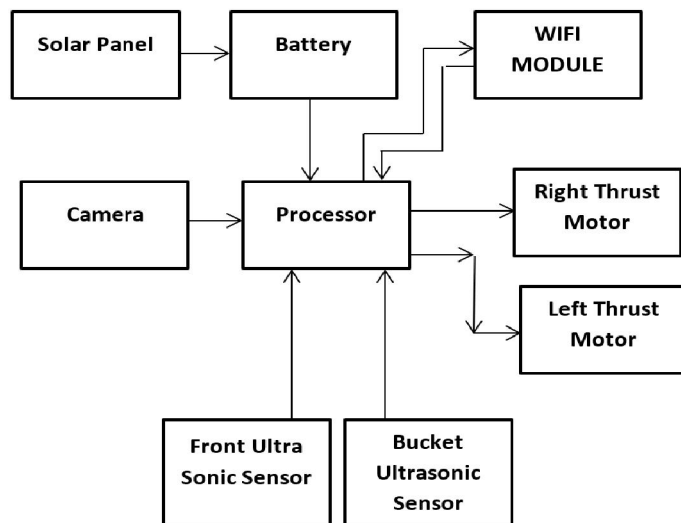 Solar Panel
Battery
WIFI
MODULE
Camera
Processor
Right Thrust
Motor
Left Thrust
Motor
Front Ultra
Sonic Sensor
Bucket
Ultrasonic
Sensor